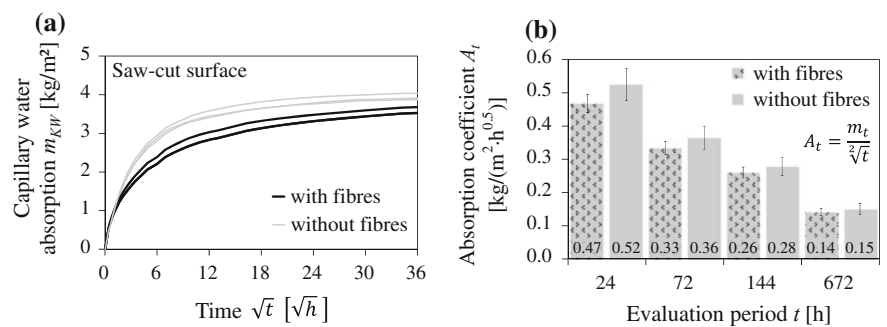 (a)
Capillary water
absorption m_KW [kg/m²]
5
4
3
2
1
0
Saw-cut surface
with fibres
without fibres
0 6 12 18 24 30 36
Time √t [√h]
(b)
Absorption coefficient A_t
[kg/(m²·h^0.5)]
0.6
0.5
0.4
0.3
0.2
0.1
0.0
with fibres
without fibres
A_t = m_t / ²√t
0.47 0.52 0.33 0.36 0.26 0.28 0.14 0.15
24 72 144 672
Evaluation period t [h]